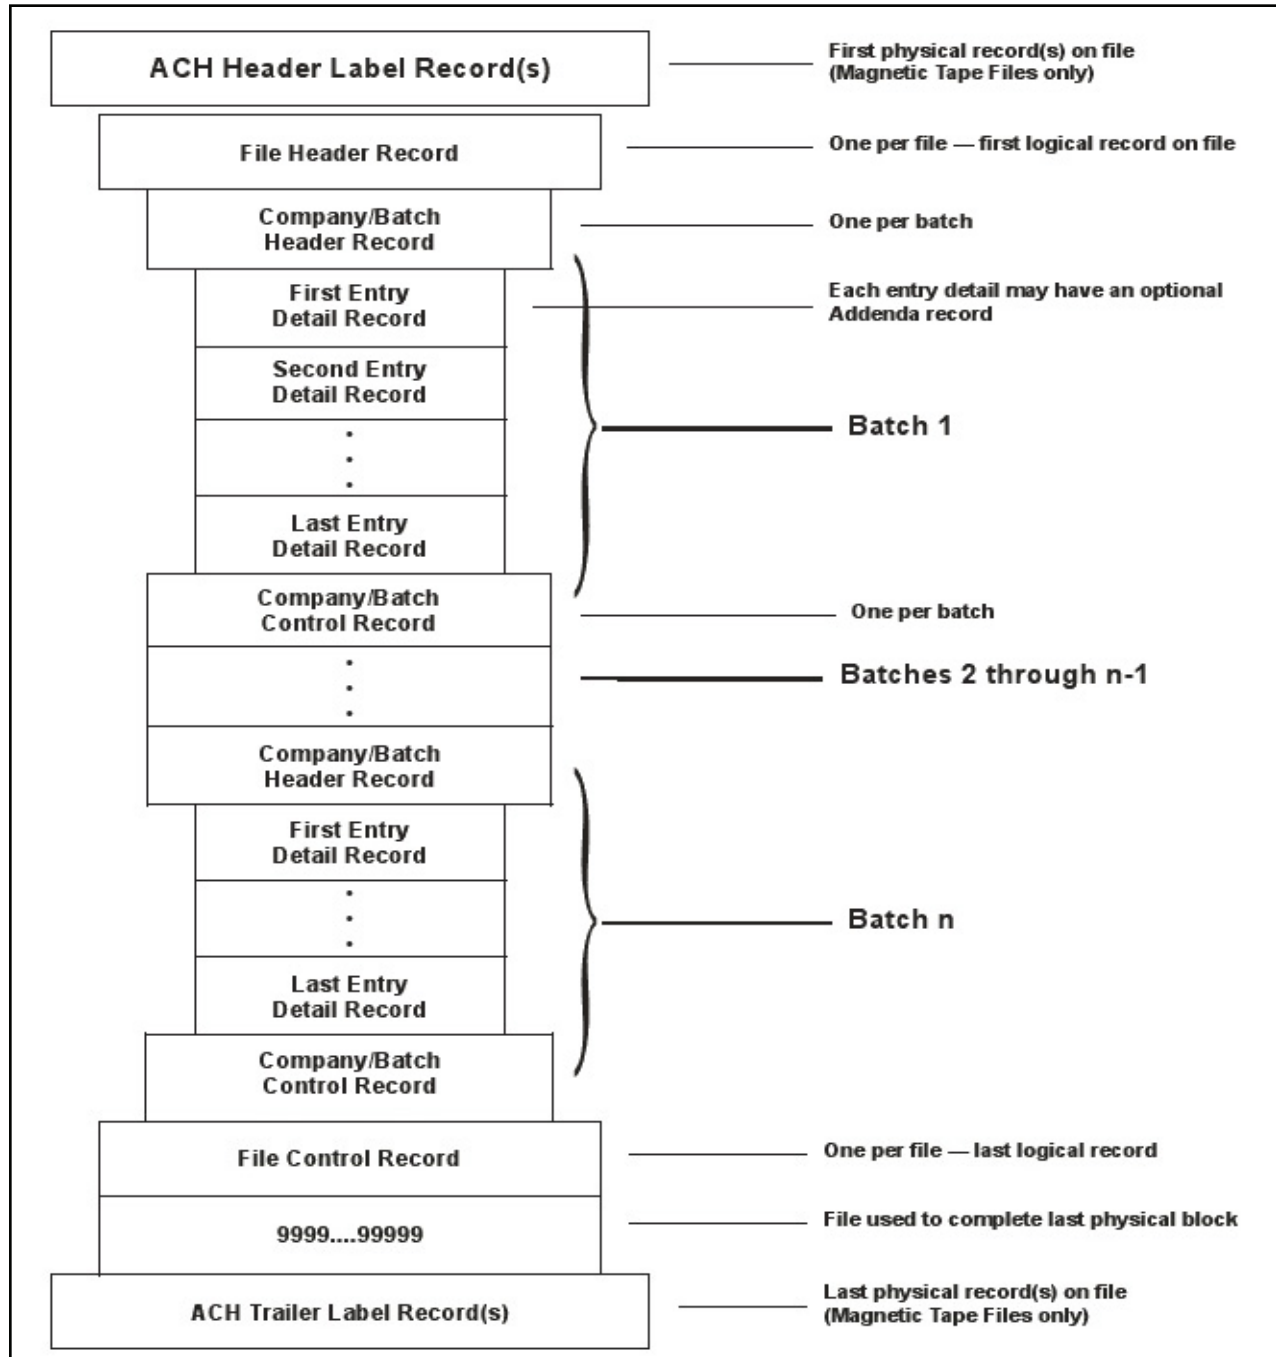 ACH Header Label Record(s)
First physical record(s) on file
(Magnetic Tape Files only)
File Header Record
One per file — first logical record on file
Company/Batch
Header Record
One per batch
First Entry
Detail Record
Each entry detail may have an optional
Addenda record
Second Entry
Detail Record
Batch 1
Last Entry
Detail Record
Company/Batch
Control Record
One per batch
Batches 2 through n-1
Company/Batch
Header Record
First Entry
Detail Record
Batch n
Last Entry
Detail Record
Company/Batch
Control Record
File Control Record
One per file — last logical record
9999....99999
File used to complete last physical block
ACH Trailer Label Record(s)
Last physical record(s) on file
(Magnetic Tape Files only)